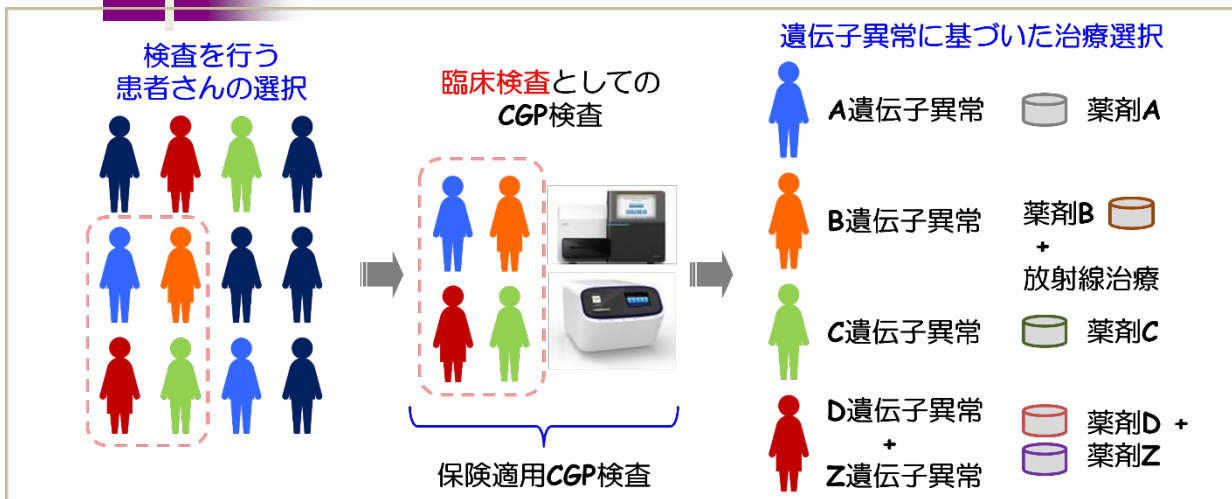 検査を行う
患者さんの選択
臨床検査としての
CGP検査
保険適用CGP検査
遺伝子異常に基づいた治療選択
A遺伝子異常
薬剤A
B遺伝子異常
薬剤B
+
放射線治療
C遺伝子異常
薬剤C
D遺伝子異常
+
Z遺伝子異常
薬剤D +
薬剤Z